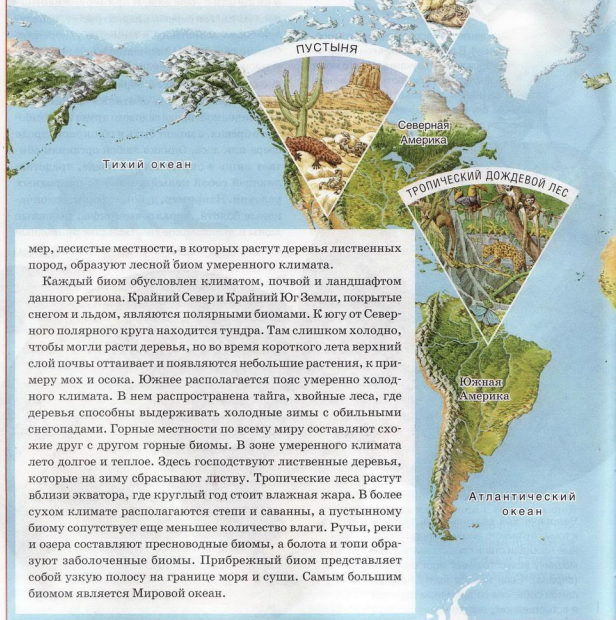 ПУСТЫНЯ
Северная
Америка
Тихий океан
ТРОПИЧЕСКИЙ ДОЖДЕВОЙ ЛЕС
мер, лесистые местности, в которых растут деревья лиственных
пород, образуют лесной биом умеренного климата.
Каждый биом обусловлен климатом, почвой и ландшафтом
данного региона. Крайний Север и Крайний Юг Земли, покрытые
снегом и льдом, являются полярными биомами. К югу от Север-
ного полярного круга находится тундра. Там слишком холодно,
чтобы могли расти деревья, но во время короткого лета верхний
слой почвы оттаивает и появляются небольшие растения, к при-
меру мох и осока. Южнее располагается пояс умеренно холод-
ного климата. В нем распространена тайга, хвойные леса, где
деревья способны выдерживать холодные зимы с обильными
снегопадами. Горные местности по всему миру составляют схо-
жие друг с другом горные биомы. В зоне умеренного климата
лето долгое и теплое. Здесь господствуют лиственные деревья,
которые на зиму сбрасывают листву. Тропические леса растут
вблизи экватора, где круглый год стоит влажная жара. В более
сухом климате располагаются степи и саванны, а пустынному
биому сопутствует еще меньшее количество влаги. Ручьи, реки
и озера составляют пресноводные биомы, а болота и топи обра-
зуют заболоченные биомы. Прибрежный биом представляет
собой узкую полосу на границе моря и суши. Самым большим
биомом является Мировой океан.
Южная
Америка
Атлантический
океан